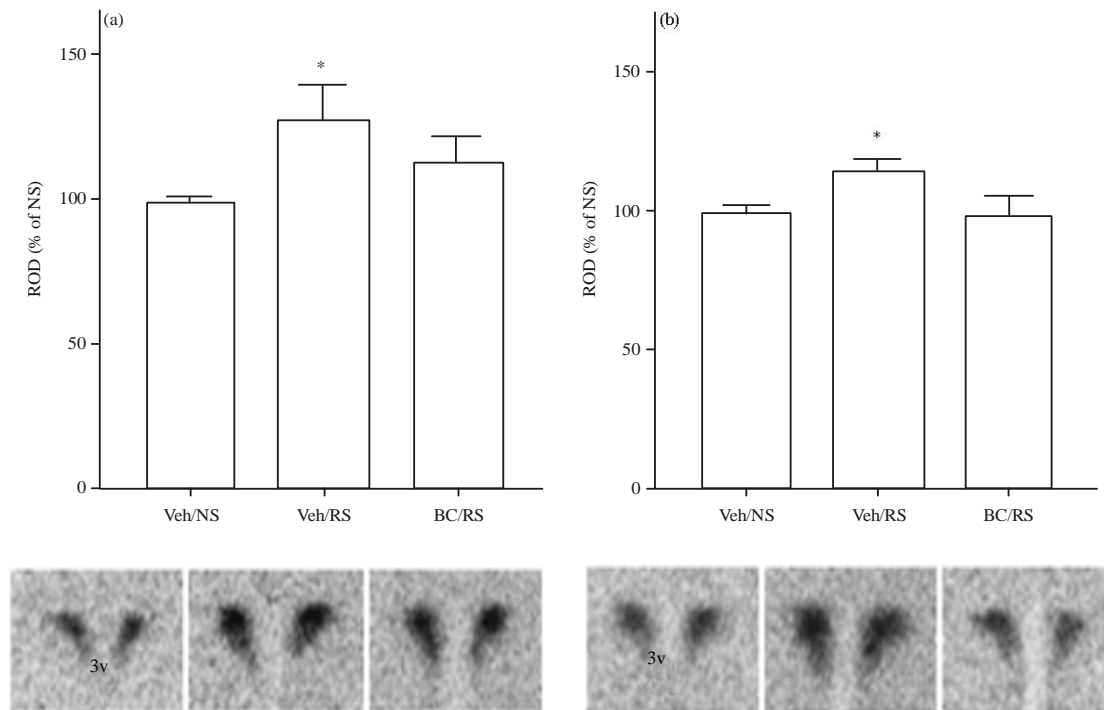 (a)
150
*
100
50
0
ROD (% of NS)
Veh/NS Veh/RS BC/RS
3v
(b)
150
*
100
50
0
ROD (% of NS)
Veh/NS Veh/RS BC/RS
3v